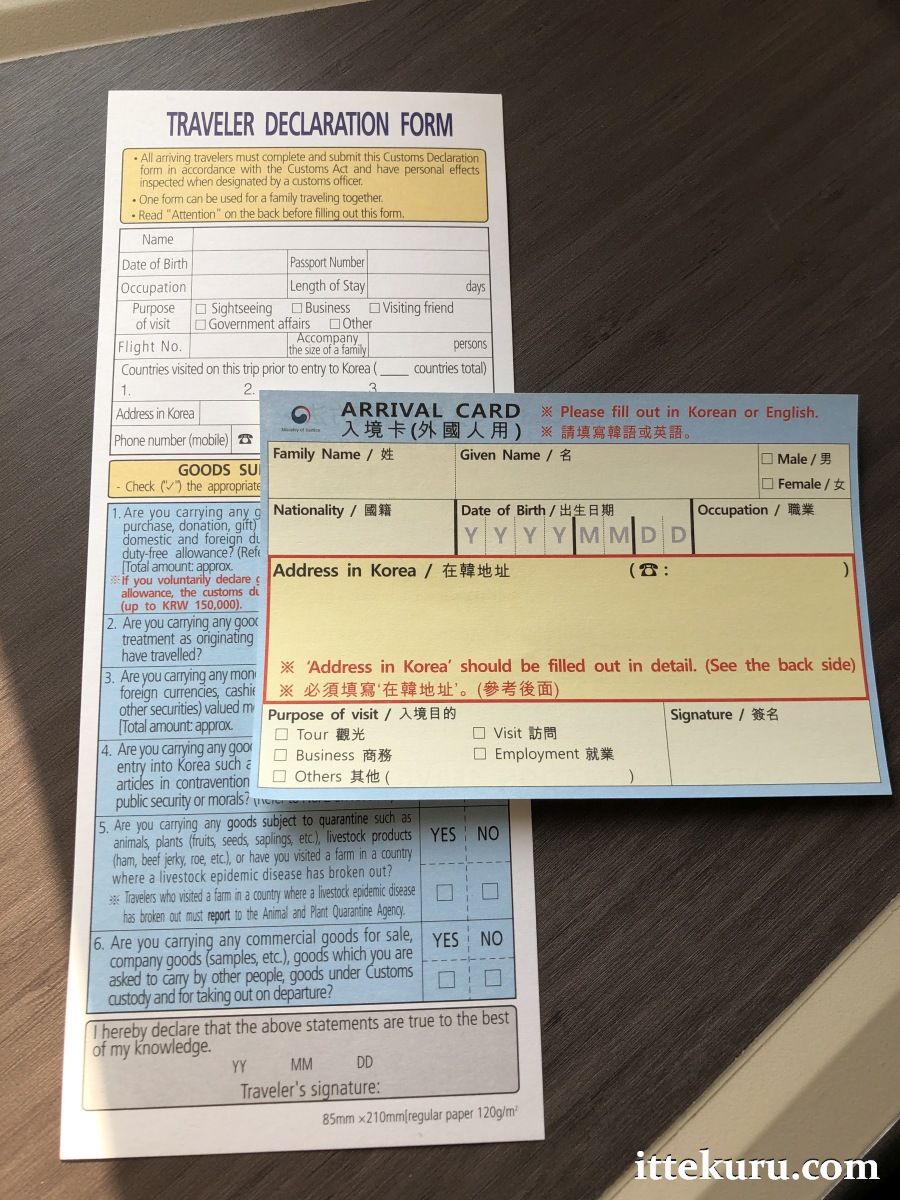 TRAVELER DECLARATION FORM
• All arriving travelers must complete and submit this Customs Declaration
form in accordance with the Customs Act and have personal effects
inspected when designated by a customs officer.
• One form can be used for a family traveling together.
• Read "Attention" on the back before filling out this form.
Name
Date of Birth Passport Number
Occupation Length of Stay days
Purpose of visit □ Sightseeing □ Business □ Visiting friend
□ Government affairs □ Other
Flight No. Accompany the size of a family persons
Countries visited on this trip prior to entry to Korea ( ____ countries total)
1. 2. 3.
Address in Korea
Phone number (mobile) ☎
GOODS SU
- Check ("✓") the appropriate
1. Are you carrying any g
purchase, donation, gift)
domestic and foreign du
duty-free allowance? (Refe
[Total amount: approx.
※If you voluntarily declare g
allowance, the customs du
(up to KRW 150,000).
2. Are you carrying any good
treatment as originating
have travelled?
3. Are you carrying any mon
foreign currencies, cashie
other securities) valued m
[Total amount: approx.
4. Are you carrying any good
entry into Korea such a
articles in contravention
public security or morals?
5. Are you carrying any goods subject to quarantine such as
animals, plants (fruits, seeds, saplings, etc.), livestock products
(ham, beef jerky, roe, etc.), or have you visited a farm in a country
where a livestock epidemic disease has broken out?
※ Travelers who visited a farm in a country where a livestock epidemic disease
has broken out must report to the Animal and Plant Quarantine Agency.
YES NO
□ □
6. Are you carrying any commercial goods for sale,
company goods (samples, etc.), goods which you are
asked to carry by other people, goods under Customs
custody and for taking out on departure?
YES NO
□ □
I hereby declare that the above statements are true to the best
of my knowledge.
YY MM DD
Traveler's signature:
85mm ×210mm[regular paper 120g/m²
Ministry of Justice
ARRIVAL CARD
入境卡(外國人用)
※ Please fill out in Korean or English.
※ 請填寫韓語或英語。
Family Name / 姓 Given Name / 名 □ Male / 男
□ Female / 女
Nationality / 國籍 Date of Birth / 出生日期 Occupation / 職業
Y Y Y Y M M D D
Address in Korea / 在韓地址 (☎: )
※ 'Address in Korea' should be filled out in detail. (See the back side)
※ 必須填寫'在韓地址'。(參考後面)
Purpose of visit / 入境目的 Signature / 簽名
□ Tour 觀光 □ Visit 訪問
□ Business 商務 □ Employment 就業
□ Others 其他 ( )
ittekuru.com